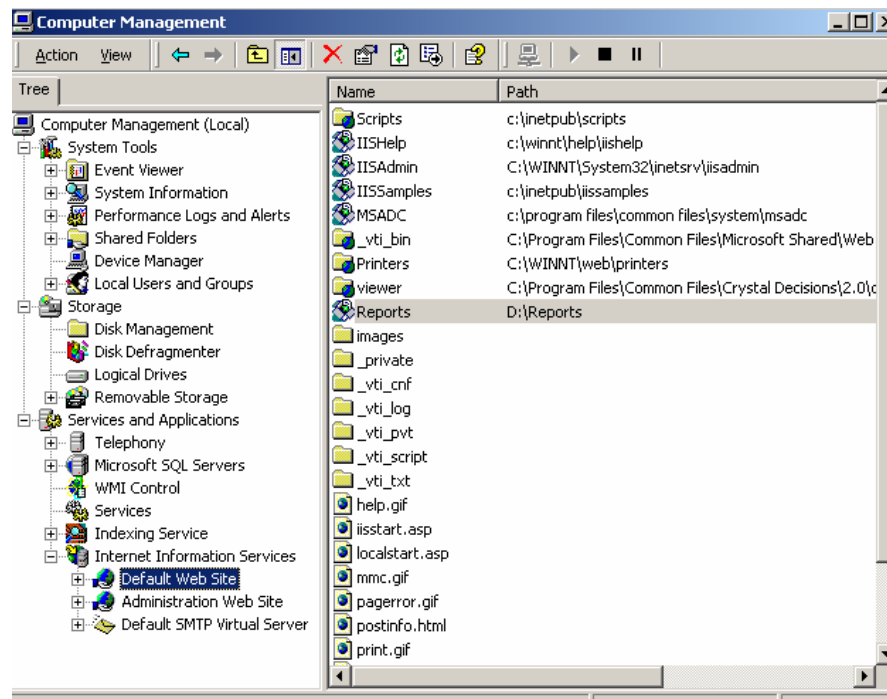 Computer Management
Action View
Tree
Name Path
Computer Management (Local)
System Tools
Event Viewer
System Information
Performance Logs and Alerts
Shared Folders
Device Manager
Local Users and Groups
Storage
Disk Management
Disk Defragmenter
Logical Drives
Removable Storage
Services and Applications
Telephony
Microsoft SQL Servers
WMI Control
Services
Indexing Service
Internet Information Services
Default Web Site
Administration Web Site
Default SMTP Virtual Server
Scripts c:\inetpub\scripts
IISHelp c:\winnt\help\iishelp
IISAdmin C:\WINNT\System32\inetsrv\iisadmin
IISSamples c:\inetpub\iissamples
MSADC c:\program files\common files\system\msadc
_vti_bin C:\Program Files\Common Files\Microsoft Shared\Web
Printers C:\WINNT\web\printers
viewer C:\Program Files\Common Files\Crystal Decisions\2.0\
Reports D:\Reports
images
_private
_vti_cnf
_vti_log
_vti_pvt
_vti_script
_vti_txt
help.gif
iisstart.asp
localstart.asp
mmc.gif
pagerror.gif
postinfo.html
print.gif